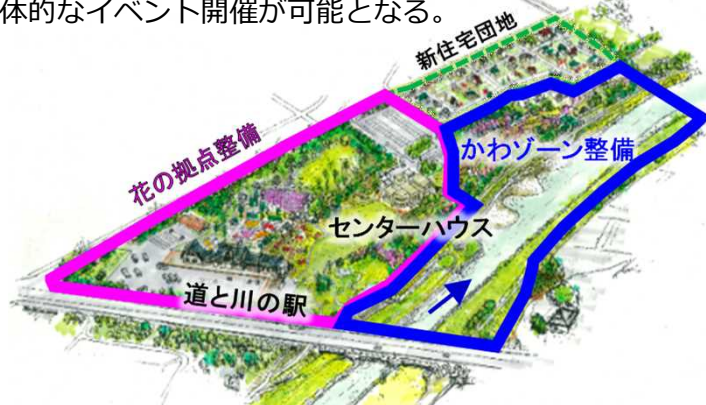 体的なイベント開催が可能となる。
新住宅団地
花の拠点整備
かわゾーン整備
センターハウス
道と川の駅